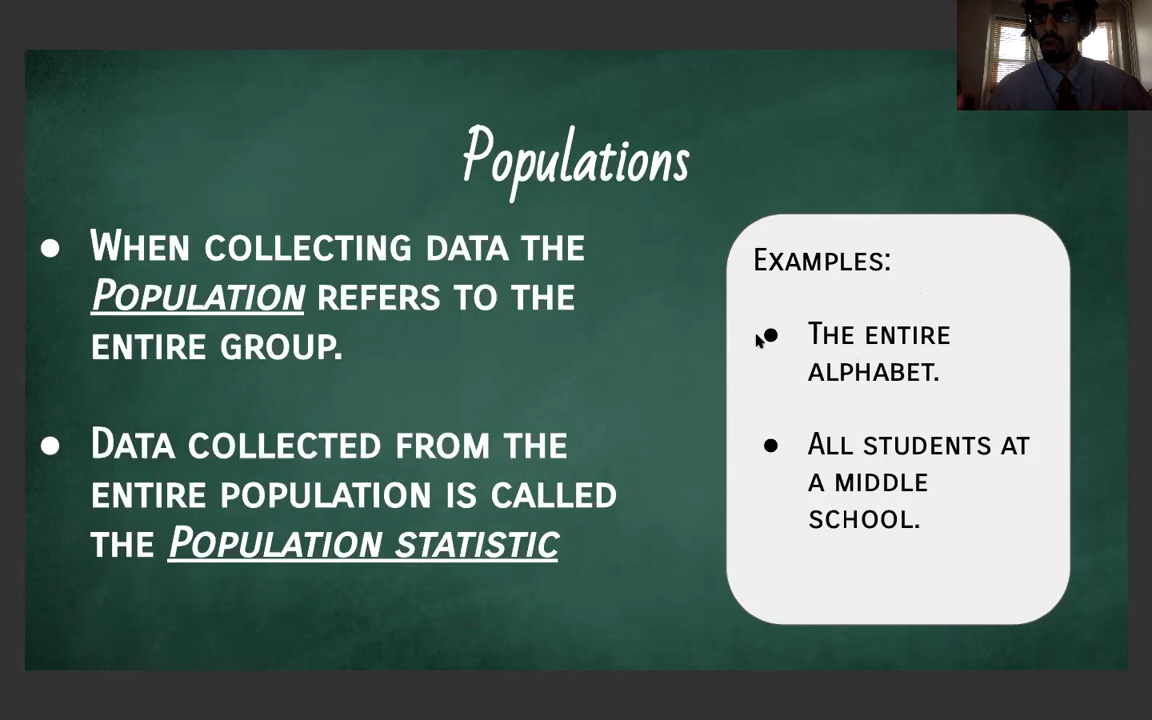 Populations
● When collecting data the
Population refers to the
entire group.
● Data collected from the
entire population is called
the Population statistic
Examples:
● The entire
alphabet.
● All students at
a middle
school.